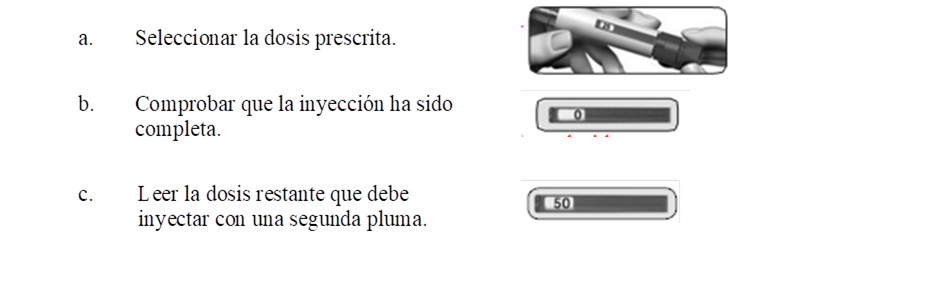 a. Seleccionar la dosis prescrita.
b. Comprobar que la inyección ha sido
completa.
0
c. Leer la dosis restante que debe
inyectar con una segunda pluma.
50